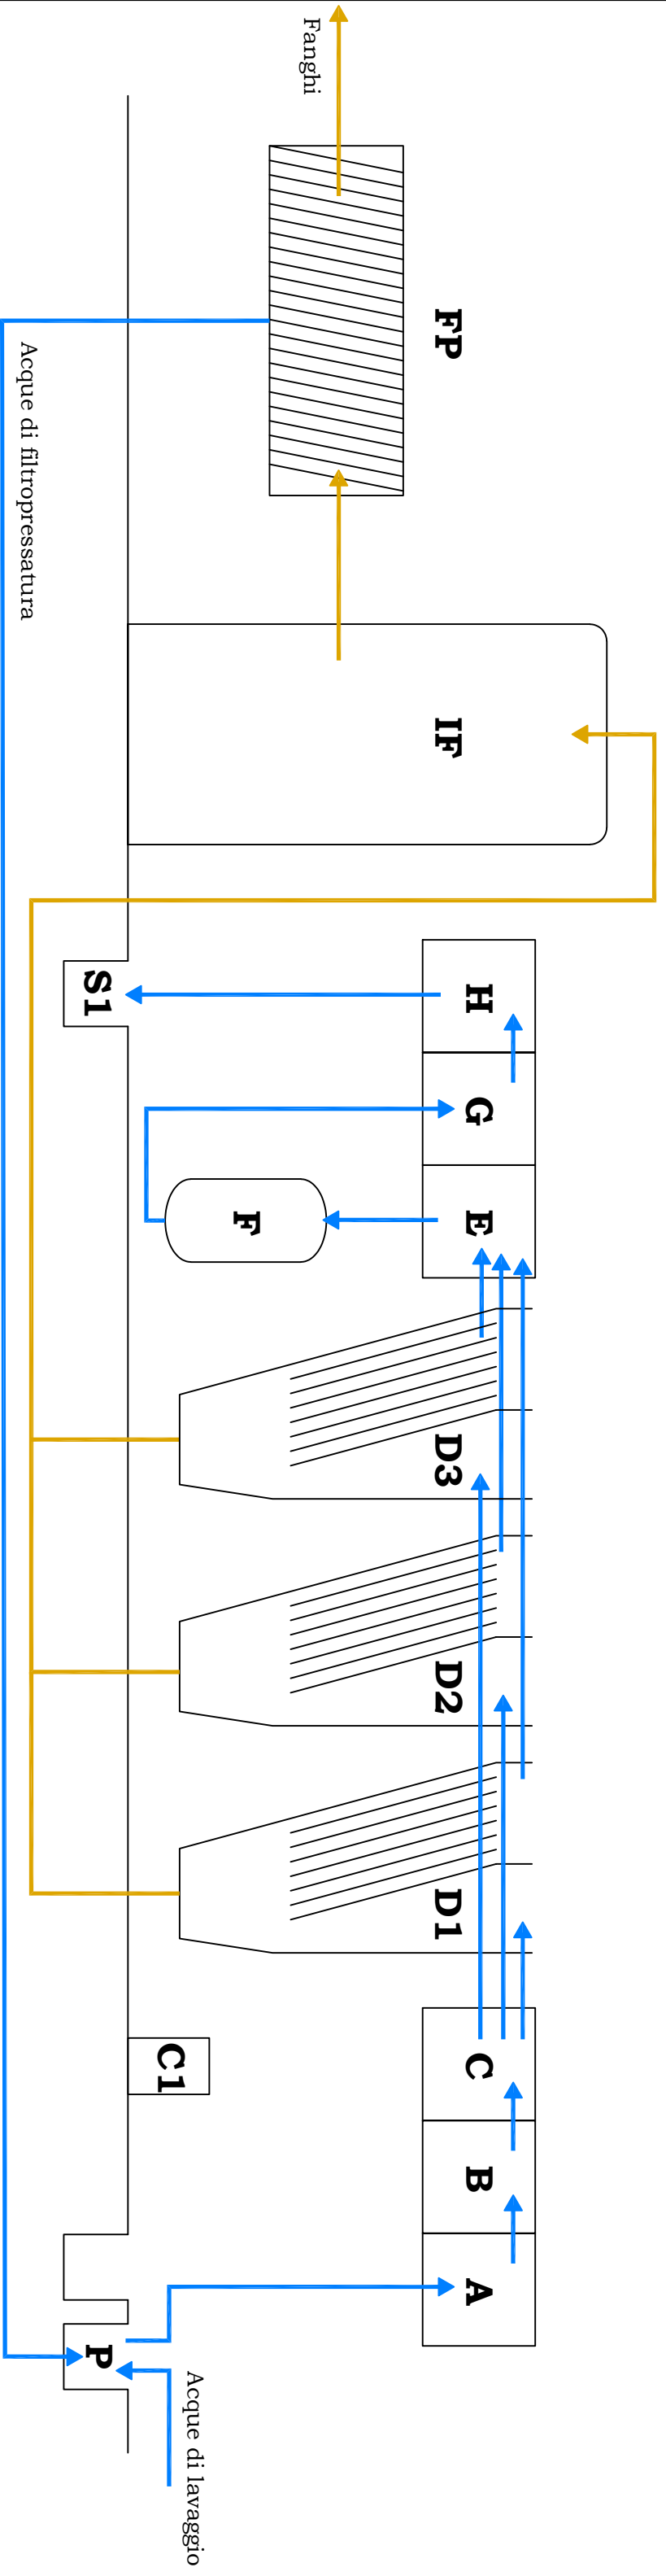 Fanghi
FP
Acque di filtropressatura
IF
H
S1
G
E
F
D3
D2
D1
C
C1
B
A
P
Acque di lavaggio